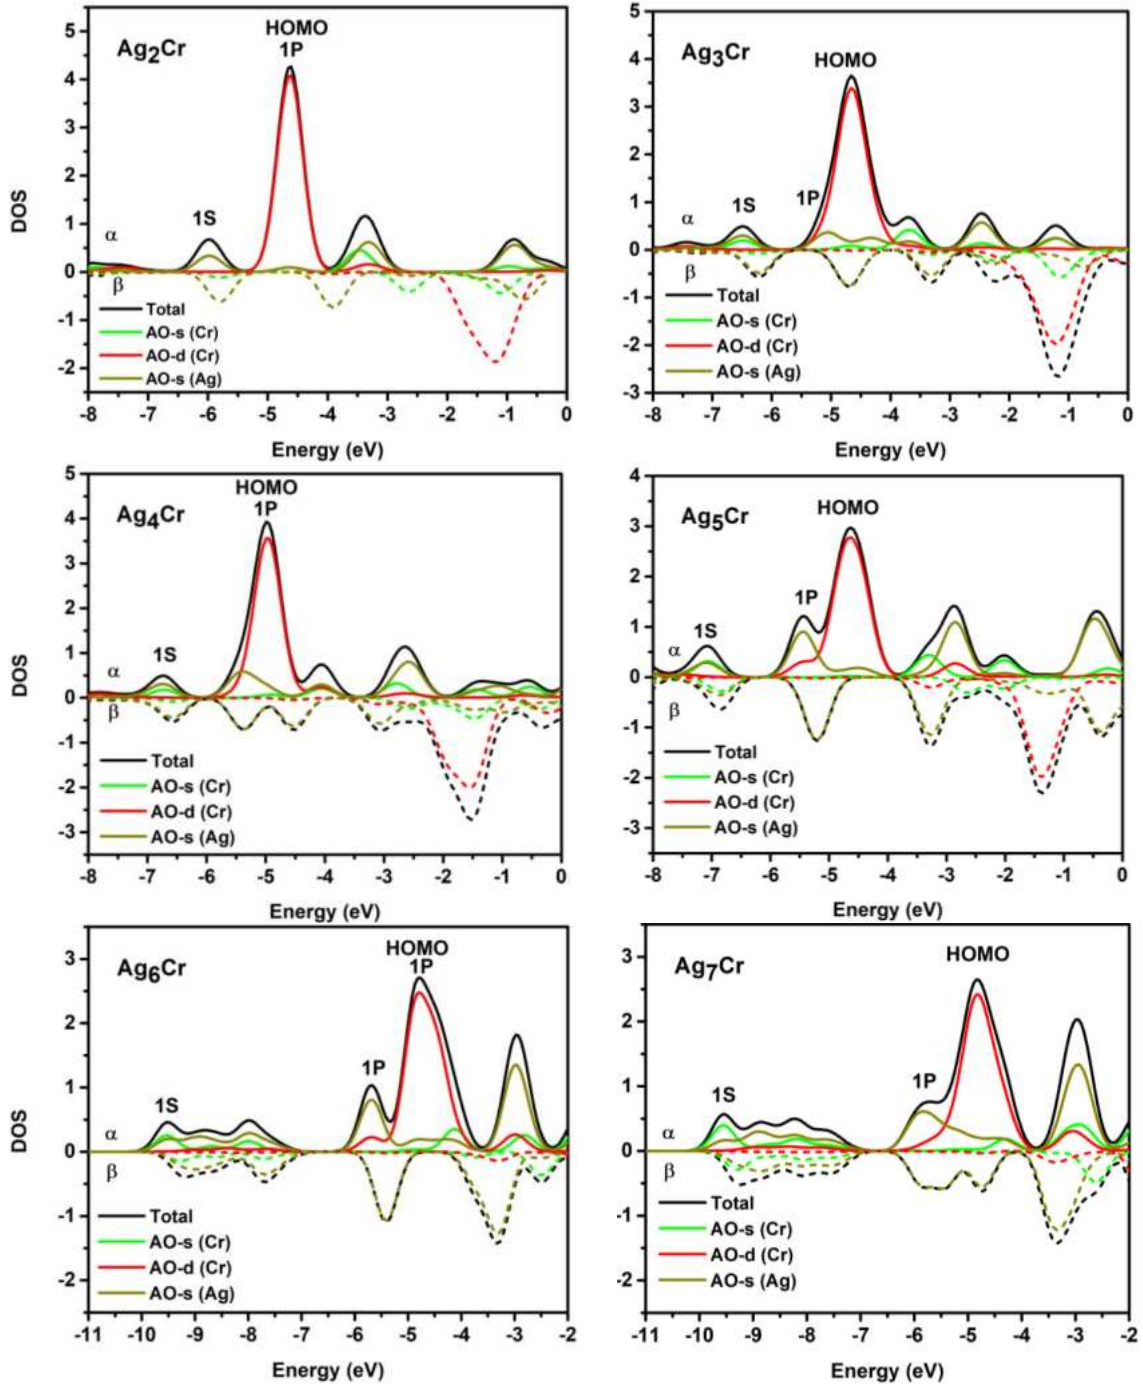 Ag2Cr
HOMO
1P
1S
α
β
Total
AO-s (Cr)
AO-d (Cr)
AO-s (Ag)
DOS
5
4
3
2
1
0
-1
-2
-8 -7 -6 -5 -4 -3 -2 -1 0
Energy (eV)
Ag3Cr
HOMO
1P
1S
α
β
Total
AO-s (Cr)
AO-d (Cr)
AO-s (Ag)
5
4
3
2
1
0
-1
-2
-3
-8 -7 -6 -5 -4 -3 -2 -1 0
Energy (eV)
Ag4Cr
HOMO
1P
1S
α
β
Total
AO-s (Cr)
AO-d (Cr)
AO-s (Ag)
DOS
5
4
3
2
1
0
-1
-2
-3
-8 -7 -6 -5 -4 -3 -2 -1 0
Energy (eV)
Ag5Cr
HOMO
1P
1S
α
β
Total
AO-s (Cr)
AO-d (Cr)
AO-s (Ag)
4
3
2
1
0
-1
-2
-3
-8 -7 -6 -5 -4 -3 -2 -1 0
Energy (eV)
Ag6Cr
HOMO
1P
1P
1S
α
β
Total
AO-s (Cr)
AO-d (Cr)
AO-s (Ag)
DOS
3
2
1
0
-1
-2
-11 -10 -9 -8 -7 -6 -5 -4 -3 -2
Energy (eV)
Ag7Cr
HOMO
1P
1S
α
β
Total
AO-s (Cr)
AO-d (Cr)
AO-s (Ag)
3
2
1
0
-1
-2
-11 -10 -9 -8 -7 -6 -5 -4 -3 -2
Energy (eV)